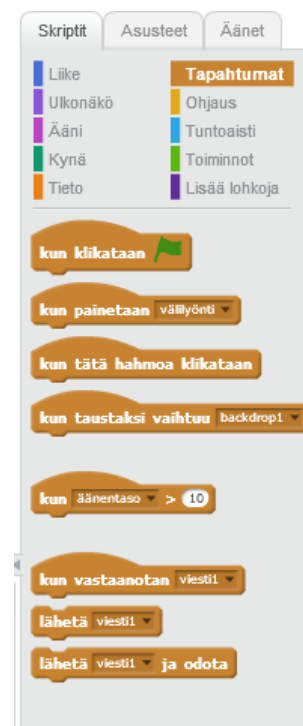 Skriptit Asusteet Äänet
Liike Tapahtumat
Ulkonäkö Ohjaus
Ääni Tuntoaisti
Kynä Toiminnot
Tieto Lisää lohkoja
kun klikataan
kun painetaan välilyönti
kun tätä hahmoa klikataan
kun taustaksi vaihtuu backdrop1
kun äänentaso > 10
kun vastaanotan viesti1
lähetä viesti1
lähetä viesti1 ja odota